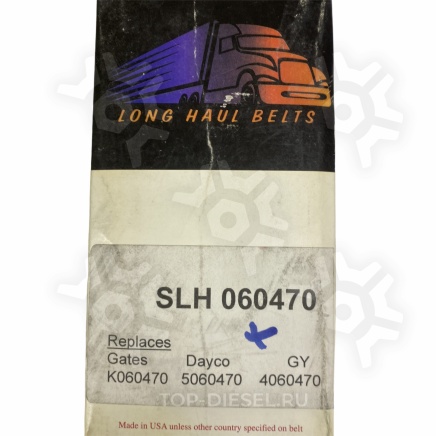 LONG HAUL BELTS
SLH 060470
Replaces
Gates Dayco GY
K060470 5060470 4060470
TOP-DIESEL.RU
Made in USA unless other country specified on belt